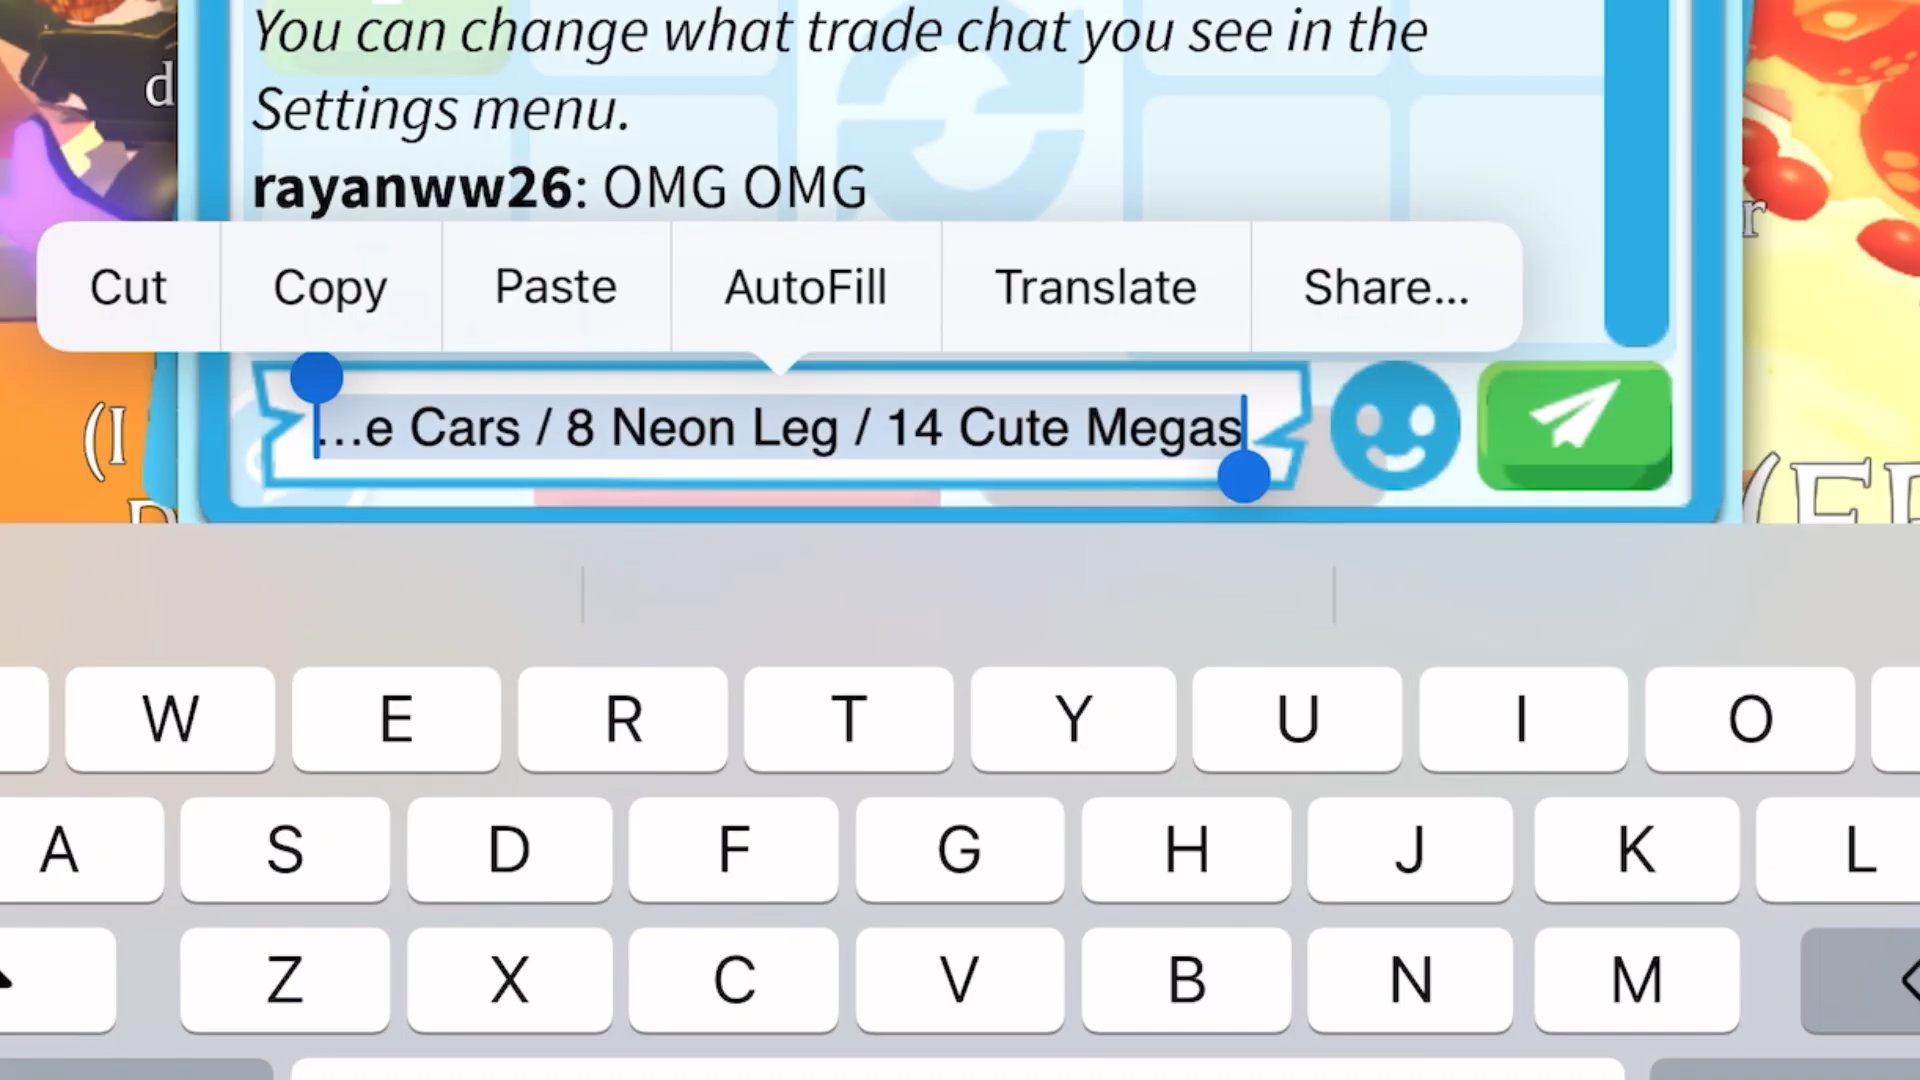 You can change what trade chat you see in the
Settings menu.
rayanww26: OMG OMG
Cut Copy Paste AutoFill Translate Share...
...e Cars / 8 Neon Leg / 14 Cute Megas
(I
W E R T Y U I O
A S D F G H J K L
Z X C V B N M